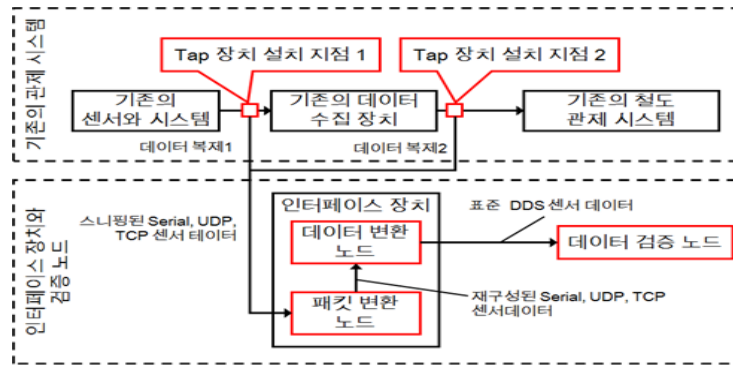 기존의 관제 시스템
Tap 장치 설치 지점 1
Tap 장치 설치 지점 2
기존의
센서와 시스템
기존의 데이터
수집 장치
기존의 철도
관제 시스템
데이터 복제1
데이터 복제2
인터페이스 장치와
검증 노드
인터페이스 장치
스니핑된 Serial, UDP,
TCP 센서 테이터
데이터 변환
노드
표준 DDS 센서 데이터
데이터 검증 노드
패킷 변환
노드
재구성된 Serial, UDP, TCP
센서데이터